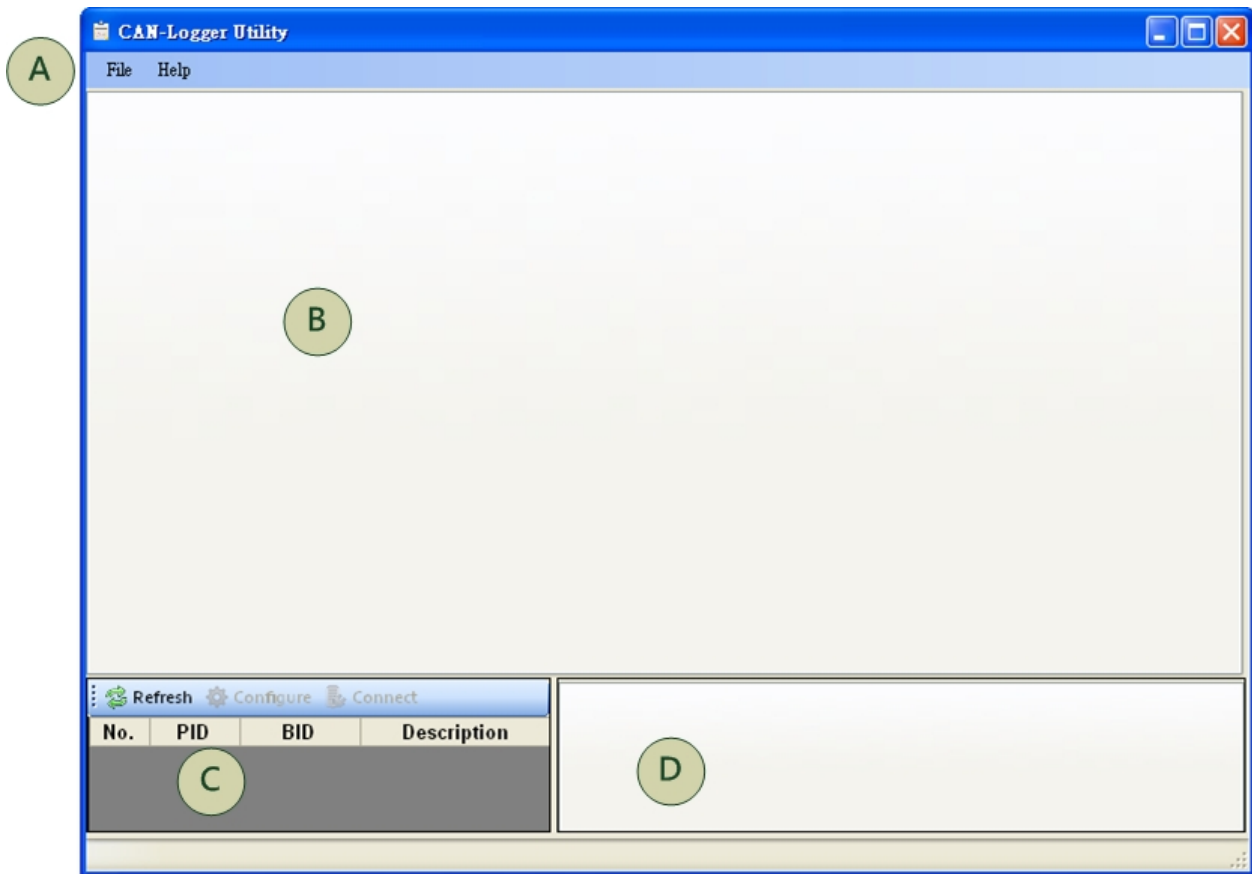 CAN-Logger Utility
A
File Help
B
Refresh Configure Connect
No. PID BID Description
C
D